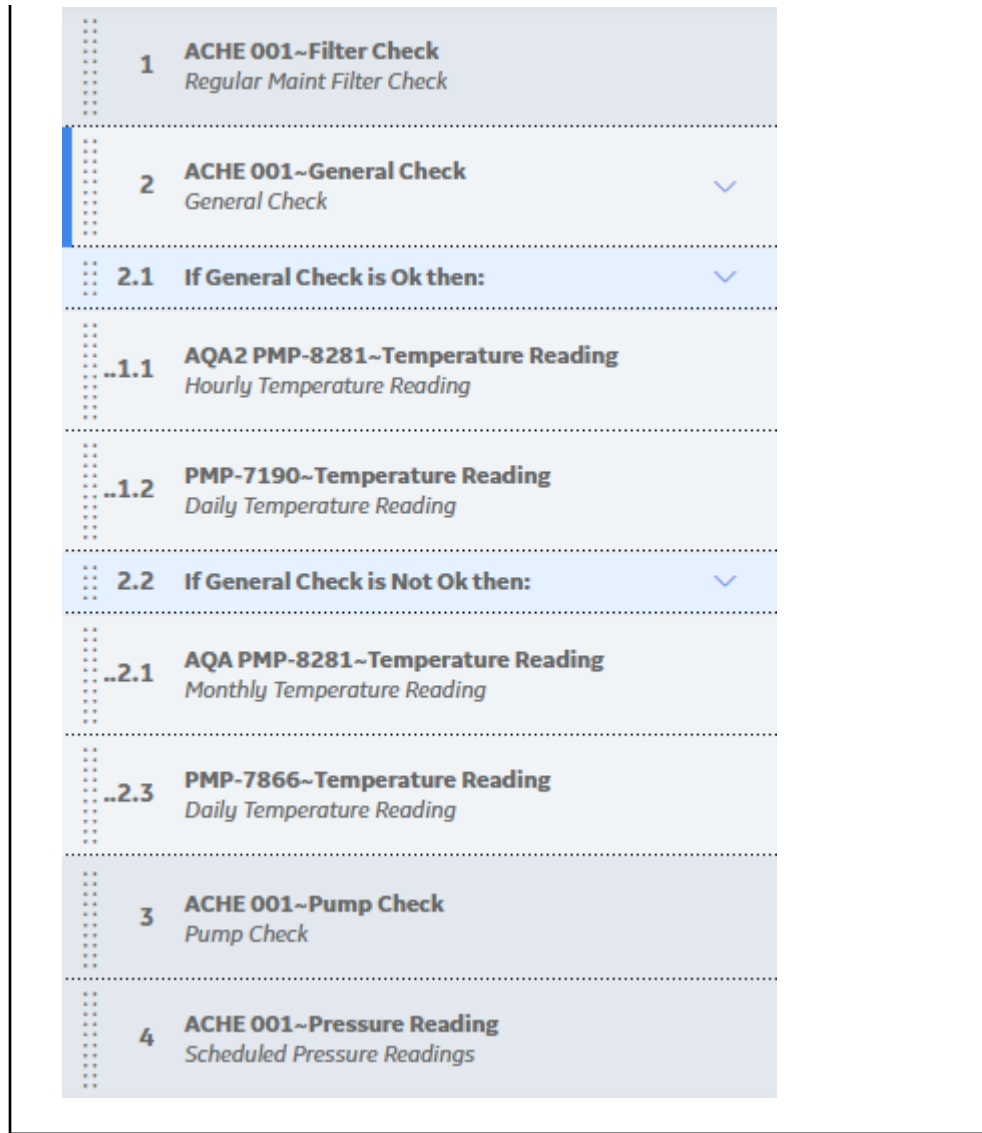 1 ACHE 001~Filter Check
Regular Maint Filter Check
2 ACHE 001~General Check
General Check
2.1 If General Check is Ok then:
..1.1 AQA2 PMP-8281~Temperature Reading
Hourly Temperature Reading
..1.2 PMP-7190~Temperature Reading
Daily Temperature Reading
2.2 If General Check is Not Ok then:
..2.1 AQA PMP-8281~Temperature Reading
Monthly Temperature Reading
..2.3 PMP-7866~Temperature Reading
Daily Temperature Reading
3 ACHE 001~Pump Check
Pump Check
4 ACHE 001~Pressure Reading
Scheduled Pressure Readings